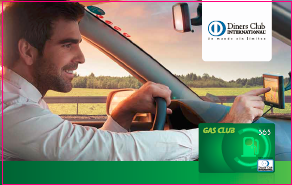 Diners Club
INTERNATIONAL
Un mundo sin límites
GAS CLUB